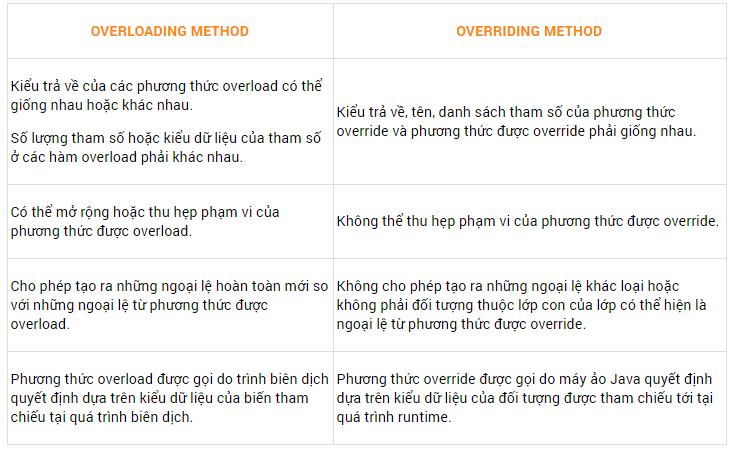 OVERLOADING METHOD
OVERRIDING METHOD
Kiểu trả về của các phương thức overload có thể
giống nhau hoặc khác nhau.
Số lượng tham số hoặc kiểu dữ liệu của tham số
ở các hàm overload phải khác nhau.
Kiểu trả về, tên, danh sách tham số của phương thức
override và phương thức được override phải giống nhau.
Có thể mở rộng hoặc thu hẹp phạm vi của
phương thức được overload.
Không thể thu hẹp phạm vi của phương thức được override.
Cho phép tạo ra những ngoại lệ hoàn toàn mới so
với những ngoại lệ từ phương thức được
overload.
Không cho phép tạo ra những ngoại lệ khác loại hoặc
không phải đối tượng thuộc lớp con của lớp có thể hiện là
ngoại lệ từ phương thức được override.
Phương thức overload được gọi do trình biên dịch
quyết định dựa trên kiểu dữ liệu của biến tham
chiếu tại quá trình biên dịch.
Phương thức override được gọi do máy ảo Java quyết định
dựa trên kiểu dữ liệu của đối tượng được tham chiếu tới tại
quá trình runtime.